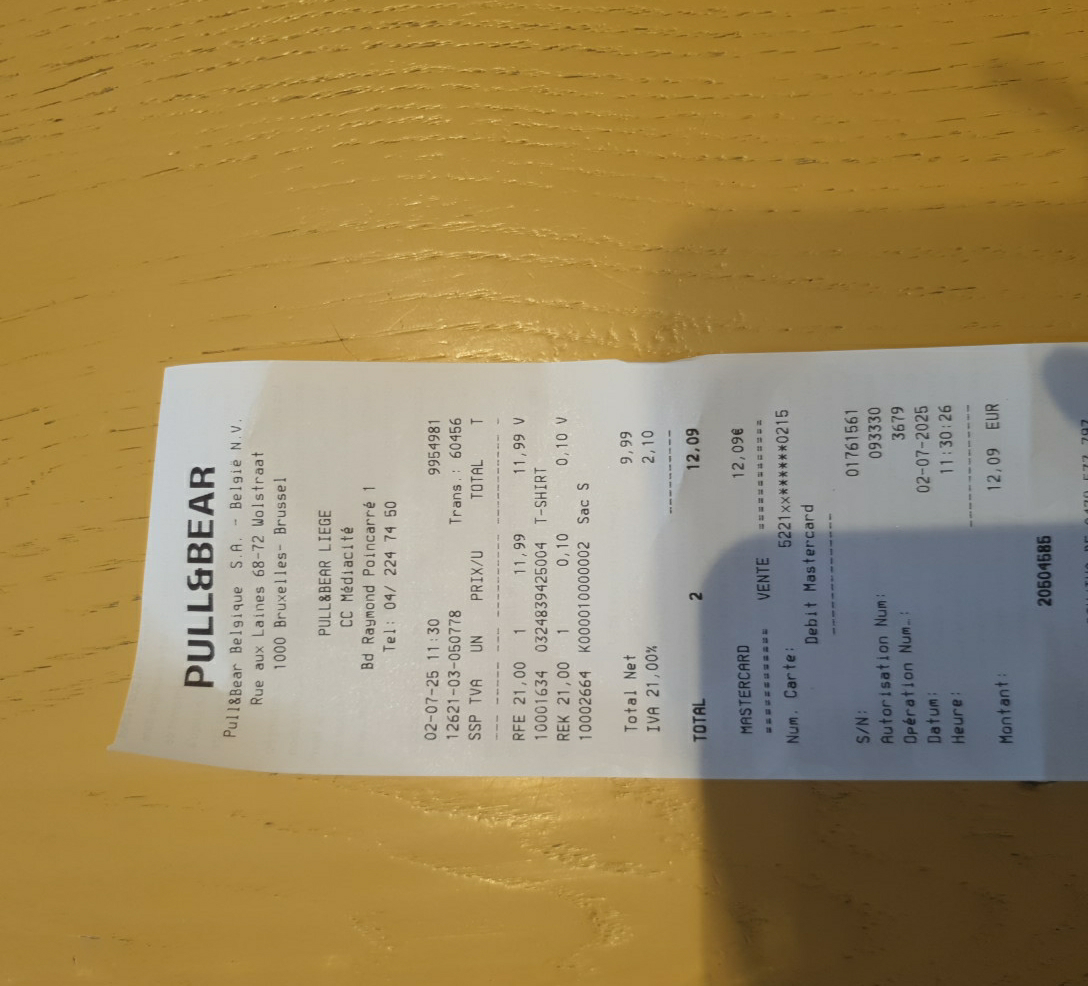 PULL&BEAR
Pull&Bear Belgique S.A. - België N.V.
Rue aux Laines 68-72 Wolstraat
1000 Bruxelles- Brussel
PULL&BEAR LIEGE
CC Médiacité
Bd Raymond Poincarré 1
Tel: 04/ 224 74 50
02-07-25 11:30 9954981
12621-03-050778 Trans.: 60456
SSP TVA UN PRIX/U TOTAL T
RFE 21,00 1 11,99 11,99 V
10001634 0324839425004 T-SHIRT
REK 21,00 1 0,10 0,10 V
10002664 K000010000002 Sac S
Total Net 9,99
IVA 21,00% 2,10
TOTAL 2 12,09
MASTERCARD 12,09€
============ VENTE ============
Num. Carte: 5221xx******0215
Debit Mastercard
S/N: 01761561
Autorisation Num: 093330
Opération Num.: 3679
Datum: 02-07-2025
Heure: 11:30:26
Montant: 12,09 EUR
20504585